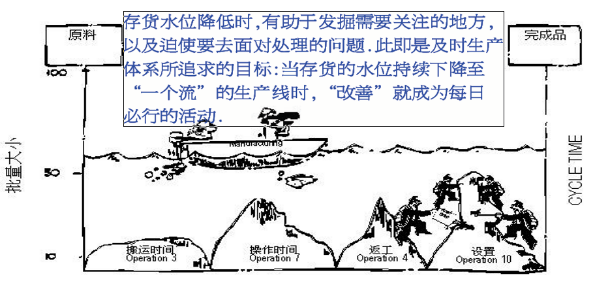 存货水位降低时,有助于发掘需要关注的地方,
以及迫使要去面对处理的问题.此即是及时生产
体系所追求的目标:当存货的水位持续下降至
“一个流”的生产线时,“改善”就成为每日
必行的活动.
原料
完成品
100
50
10
批量大小
CYCLE TIME
Manufacturing
搬运时间
Operation 3
操作时间
Operation 7
返工
Operation 4
设置
Operation 10